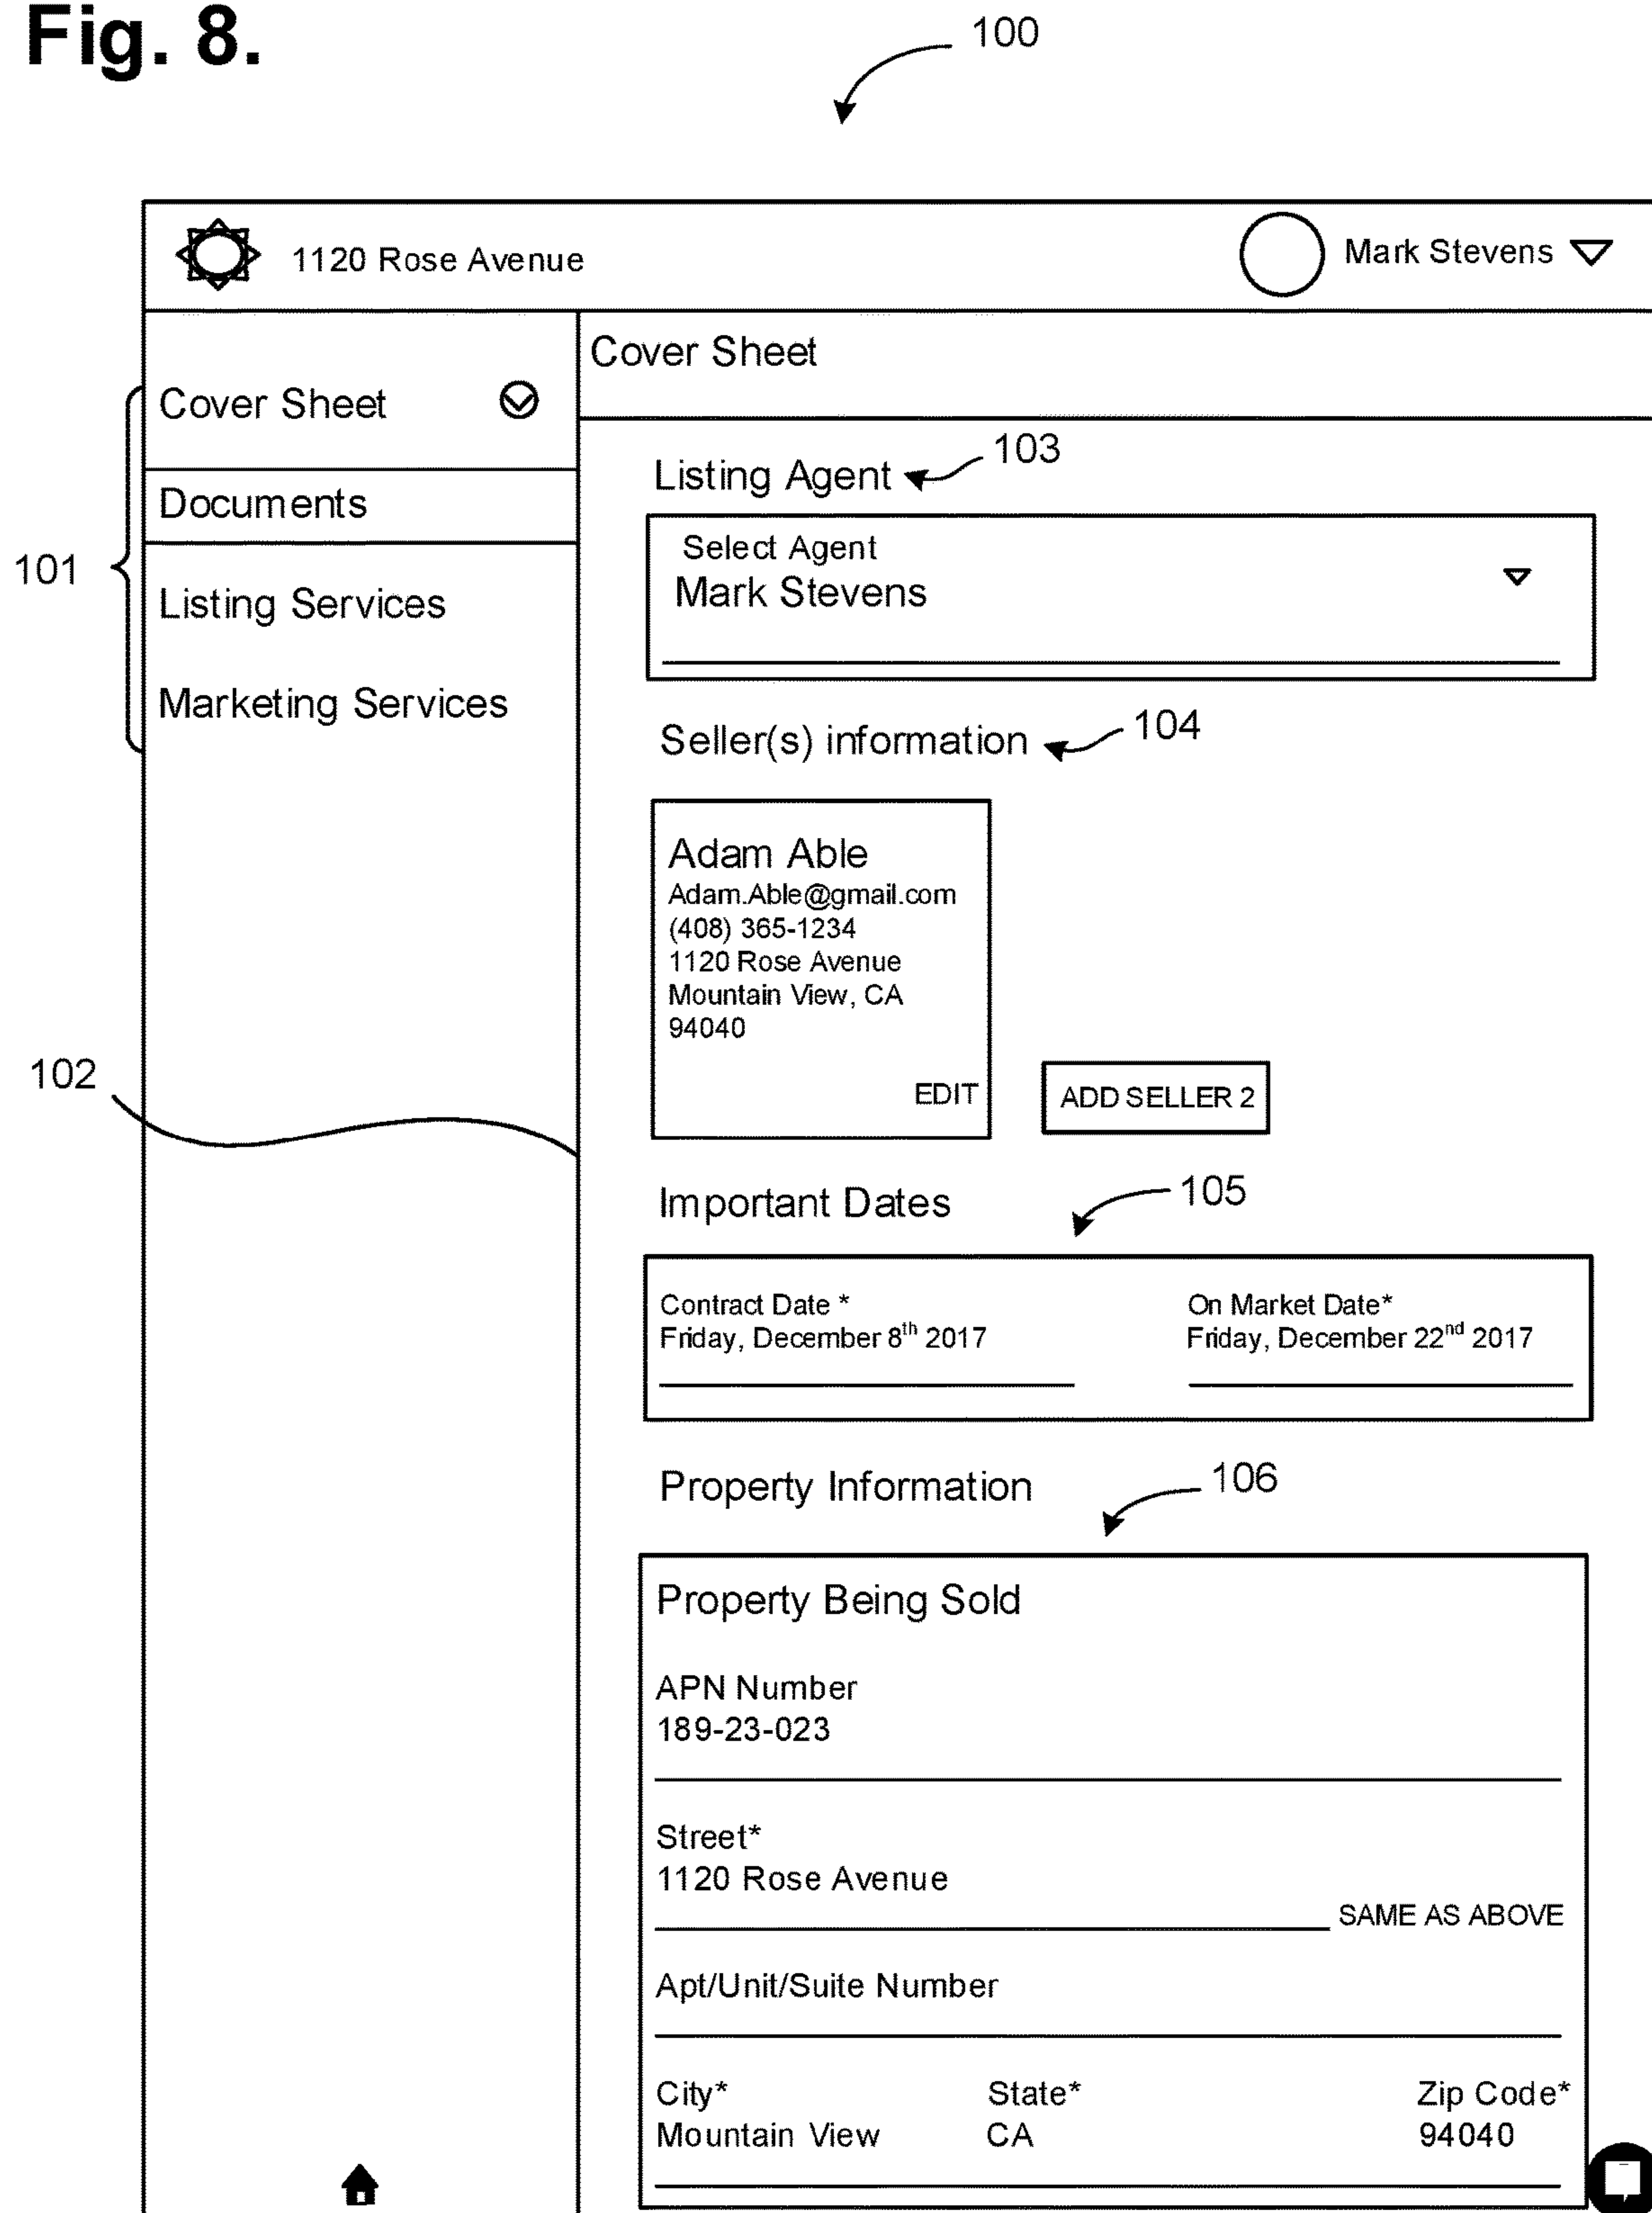 Fig. 8.
100
1120 Rose Avenue
Mark Stevens
Cover Sheet
Documents
Listing Services
Marketing Services
101
102
Cover Sheet
Listing Agent
103
Select Agent
Mark Stevens
Seller(s) information
104
Adam Able
Adam.Able@gmail.com
(408) 365-1234
1120 Rose Avenue
Mountain View, CA
94040
EDIT
ADD SELLER 2
Important Dates
105
Contract Date *
Friday, December 8th 2017
On Market Date*
Friday, December 22nd 2017
Property Information
106
Property Being Sold
APN Number
189-23-023
Street*
1120 Rose Avenue
SAME AS ABOVE
Apt/Unit/Suite Number
City*
Mountain View
State*
CA
Zip Code*
94040